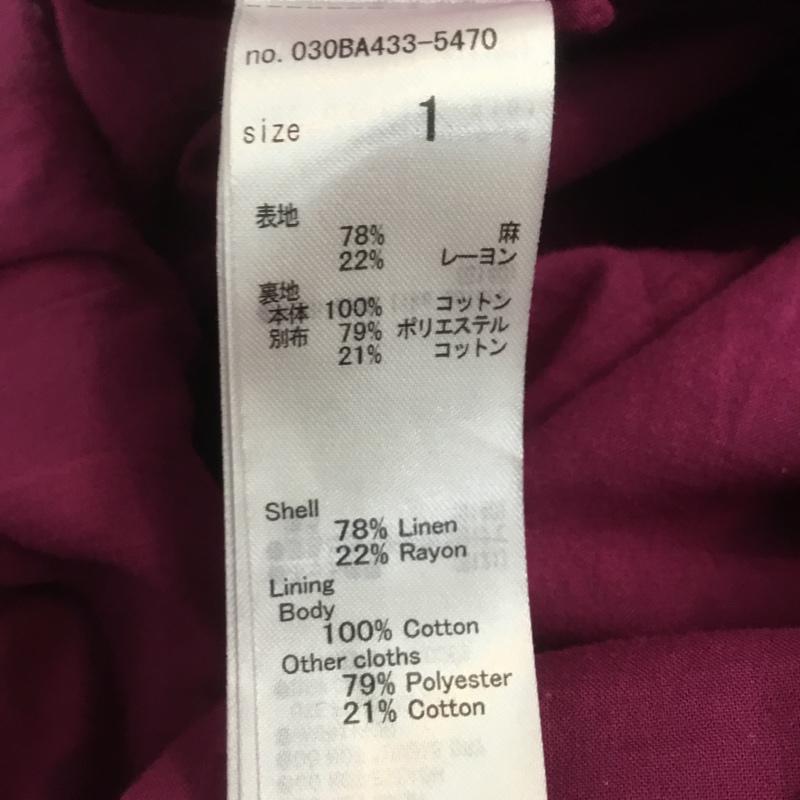 no. 030BA433-5470
size 1
表地
78% 麻
22% レーヨン
裏地
本体 100% コットン
別布 79% ポリエステル
21% コットン
Shell
78% Linen
22% Rayon
Lining
Body
100% Cotton
Other cloths
79% Polyester
21% Cotton